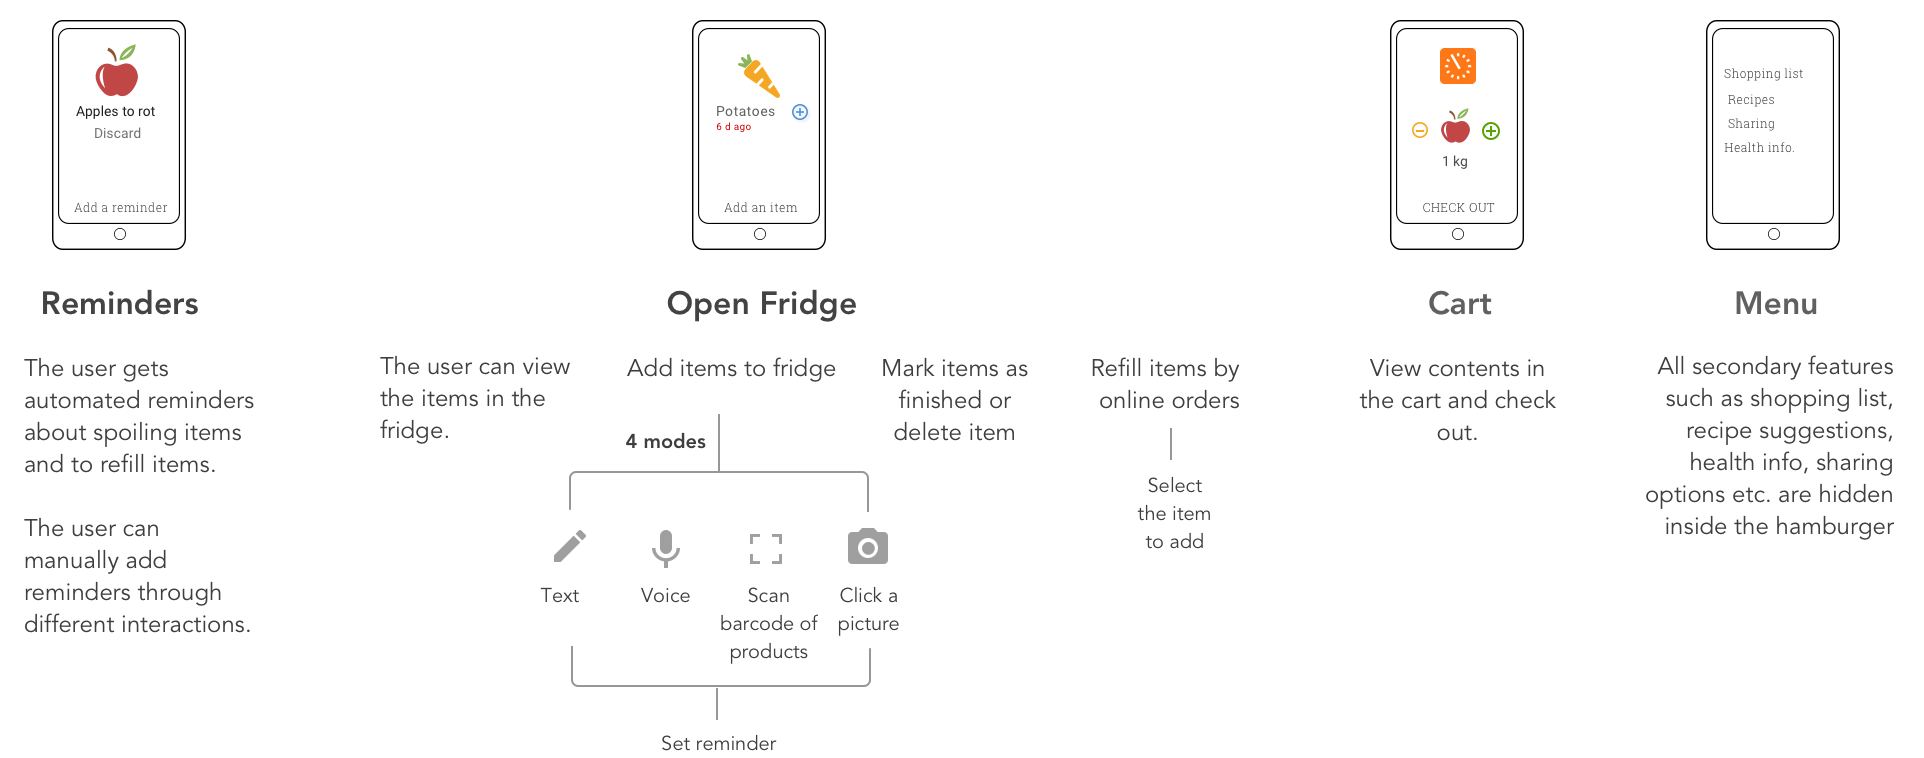 Apples to rot
Discard
Add a reminder
Potatoes
6 d ago
Add an item
1 kg
CHECK OUT
Shopping list
Recipes
Sharing
Health info.
Reminders
The user gets
automated reminders
about spoiling items
and to refill items.
The user can
manually add
reminders through
different interactions.
Open Fridge
The user can view
the items in the
fridge.
Add items to fridge
4 modes
Text
Voice
Scan
barcode of
products
Click a
picture
Set reminder
Mark items as
finished or
delete item
Refill items by
online orders
Select
the item
to add
Cart
View contents in
the cart and check
out.
Menu
All secondary features
such as shopping list,
recipe suggestions,
health info, sharing
options etc. are hidden
inside the hamburger